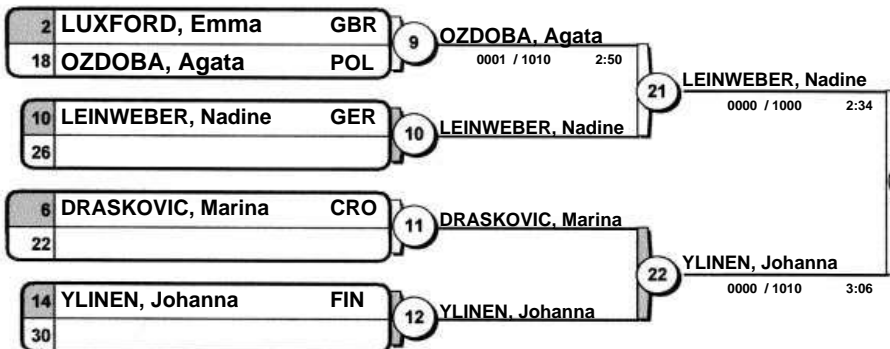 2 LUXFORD, Emma GBR
18 OZDOBA, Agata POL
9
OZDOBA, Agata
0001 / 1010 2:50
10 LEINWEBER, Nadine GER
26
10
LEINWEBER, Nadine
21
LEINWEBER, Nadine
0000 / 1000 2:34
6 DRASKOVIC, Marina CRO
22
11
DRASKOVIC, Marina
14 YLINEN, Johanna FIN
30
12
YLINEN, Johanna
22
YLINEN, Johanna
0000 / 1010 3:06